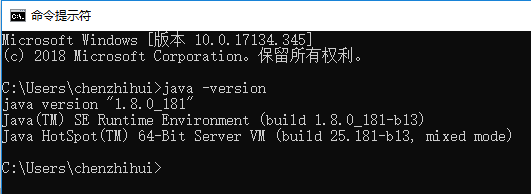 命令提示符
Microsoft Windows [版本 10.0.17134.345]
(c) 2018 Microsoft Corporation。保留所有权利。
C:\Users\chenzhihui>java -version
java version "1.8.0_181"
Java(TM) SE Runtime Environment (build 1.8.0_181-b13)
Java HotSpot(TM) 64-Bit Server VM (build 25.181-b13, mixed mode)
C:\Users\chenzhihui>